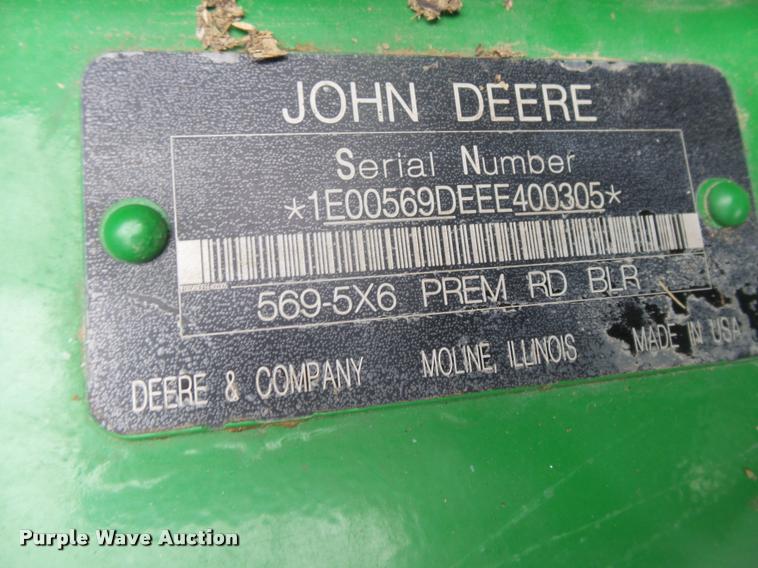 JOHN DEERE
Serial Number
*1E00569DEEE400305*
569-5X6 PREM RD BLR
DEERE & COMPANY MOLINE, ILLINOIS MADE IN USA
Purple Wave Auction